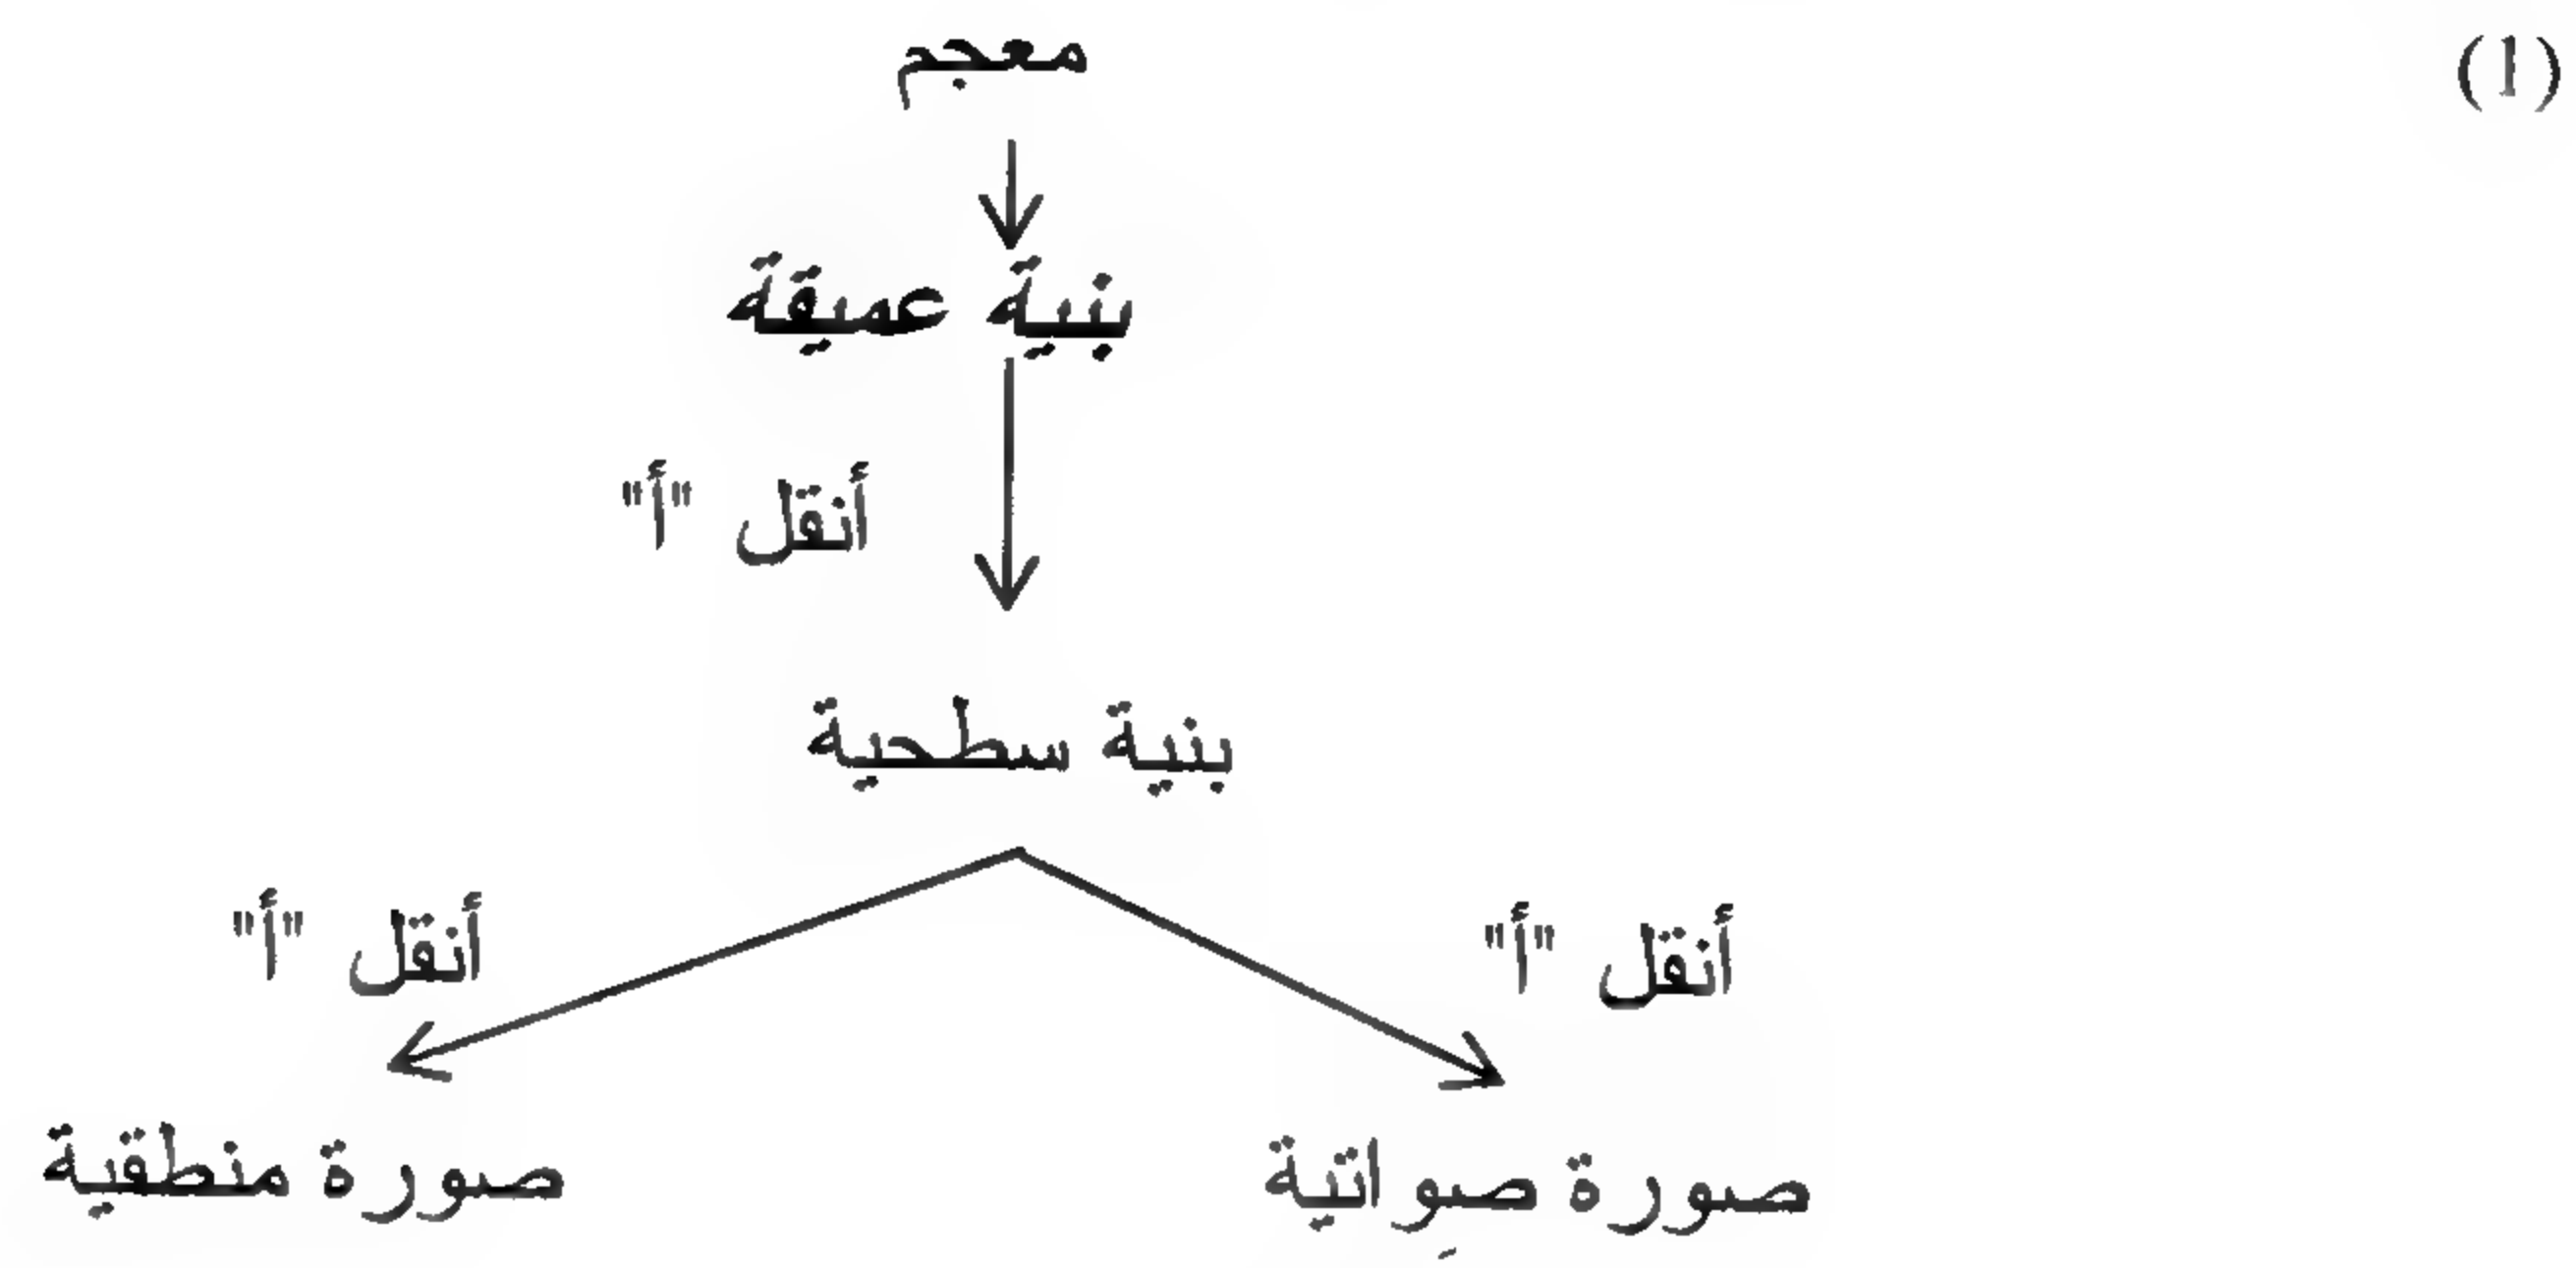 (1) معجم
بنية عميقة
أنقل "أ"
بنية سطحية
أنقل "أ" أنقل "أ"
صورة صِواتية صورة منطقية